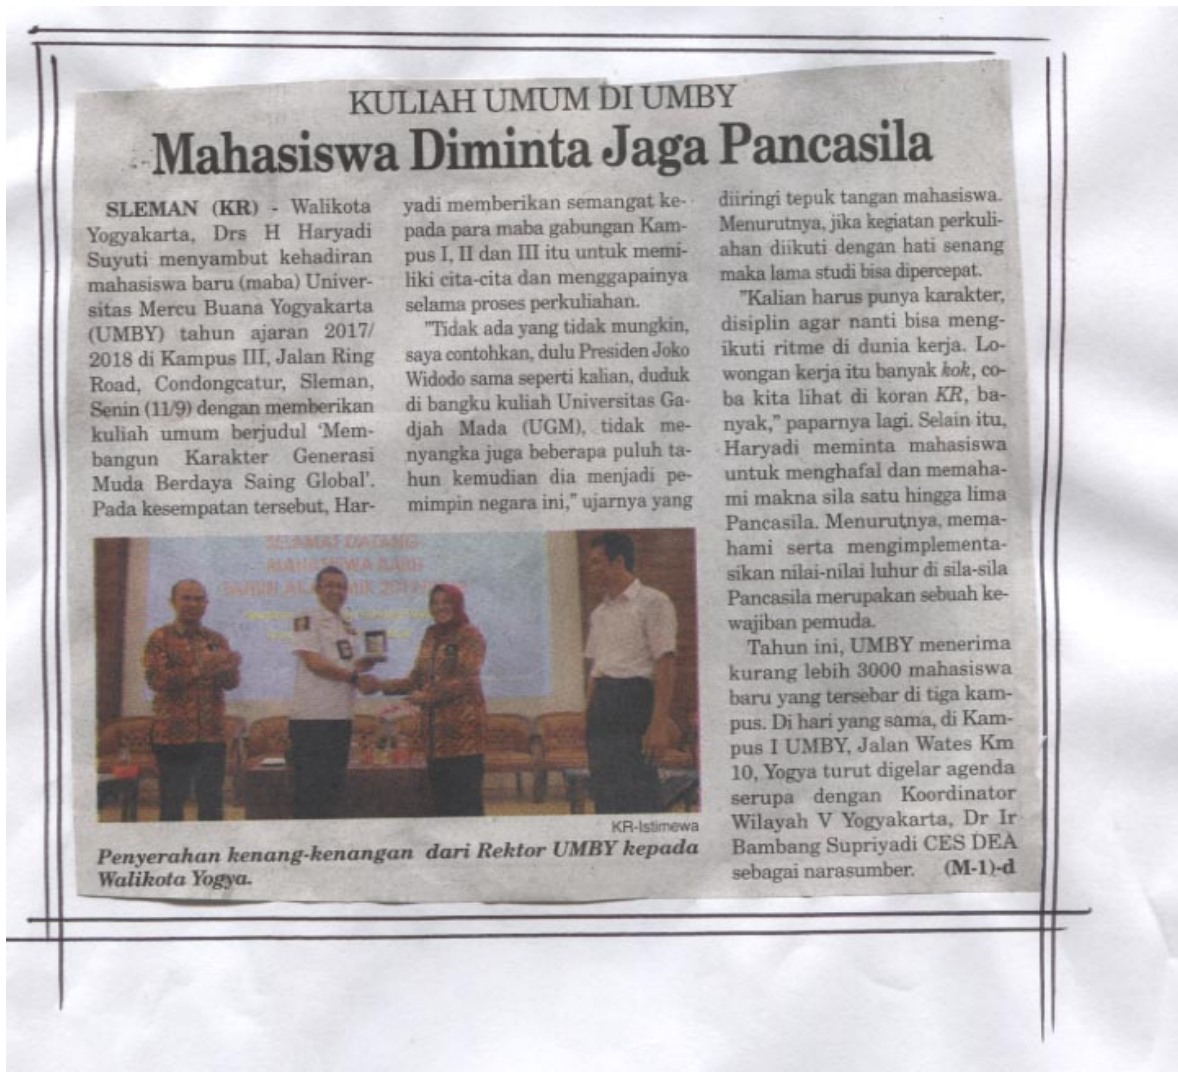 KULIAH UMUM DI UMBY
Mahasiswa Diminta Jaga Pancasila
SLEMAN (KR) - Walikota
Yogyakarta, Drs H Haryadi
Suyuti menyambut kehadiran
mahasiswa baru (maba) Univer-
sitas Mercu Buana Yogyakarta
(UMBY) tahun ajaran 2017/
2018 di Kampus III, Jalan Ring
Road, Condongcatur, Sleman,
Senin (11/9) dengan memberikan
kuliah umum berjudul 'Mem-
bangun Karakter Generasi
Muda Berdaya Saing Global'.
Pada kesempatan tersebut, Har-
yadi memberikan semangat ke-
pada para maba gabungan Kam-
pus I, II dan III itu untuk memi-
liki cita-cita dan menggapainya
selama proses perkuliahan.
"Tidak ada yang tidak mungkin,
saya contohkan, dulu Presiden Joko
Widodo sama seperti kalian, duduk
di bangku kuliah Universitas Ga-
djah Mada (UGM), tidak me-
nyangka juga beberapa puluh ta-
hun kemudian dia menjadi pe-
mimpin negara ini," ujarnya yang
diiringi tepuk tangan mahasiswa.
Menurutnya, jika kegiatan perkuli-
ahan diikuti dengan hati senang
maka lama studi bisa dipercepat.
"Kalian harus punya karakter,
disiplin agar nanti bisa meng-
ikuti ritme di dunia kerja. Lo-
wongan kerja itu banyak kok, co-
ba kita lihat di koran KR, ba-
nyak," paparnya lagi. Selain itu,
Haryadi meminta mahasiswa
untuk menghafal dan memaha-
mi makna sila satu hingga lima
Pancasila. Menurutnya, mema-
hami serta mengimplementa-
sikan nilai-nilai luhur di sila-sila
Pancasila merupakan sebuah ke-
wajiban pemuda.
Tahun ini, UMBY menerima
kurang lebih 3000 mahasiswa
baru yang tersebar di tiga kam-
pus. Di hari yang sama, di Kam-
pus I UMBY, Jalan Wates Km
10, Yogya turut digelar agenda
serupa dengan Koordinator
Wilayah V Yogyakarta, Dr Ir
Bambang Supriyadi CES DEA
sebagai narasumber. (M-1)-d
SELAMAT DATANG
MAHASISWA BARU
KR-Istimewa
Penyerahan kenang-kenangan dari Rektor UMBY kepada
Walikota Yogya.